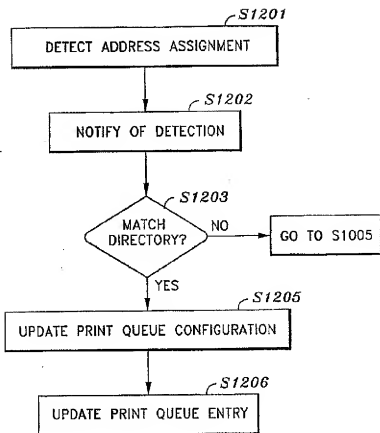 S1201
DETECT ADDRESS ASSIGNMENT
S1202
NOTIFY OF DETECTION
S1203
MATCH
DIRECTORY?
NO
GO TO S1005
YES
S1205
UPDATE PRINT QUEUE CONFIGURATION
S1206
UPDATE PRINT QUEUE ENTRY